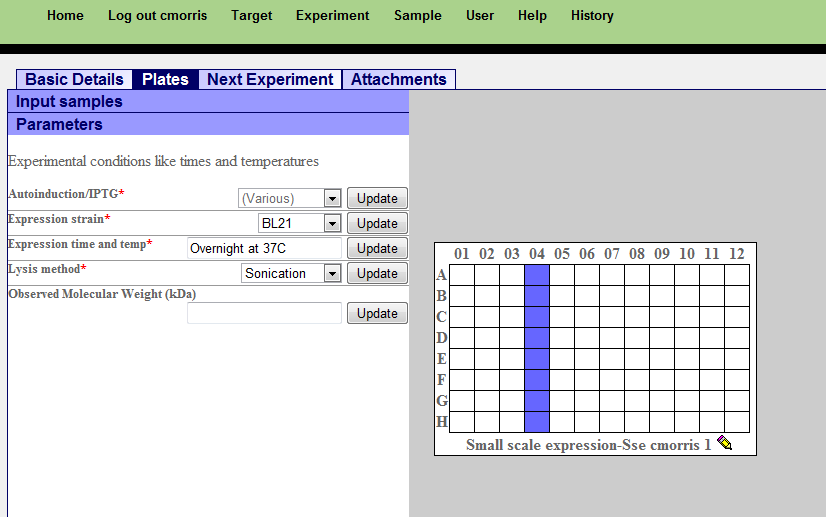 Home Log out cmorris Target Experiment Sample User Help History
Basic Details Plates Next Experiment Attachments
Input samples
Parameters
Experimental conditions like times and temperatures
Autoinduction/IPTG* (Various) Update
Expression strain* BL21 Update
Expression time and temp* Overnight at 37C Update
Lysis method* Sonication Update
Observed Molecular Weight (kDa)
Update
01 02 03 04 05 06 07 08 09 10 11 12
A
B
C
D
E
F
G
H
Small scale expression-Sse cmorris 1